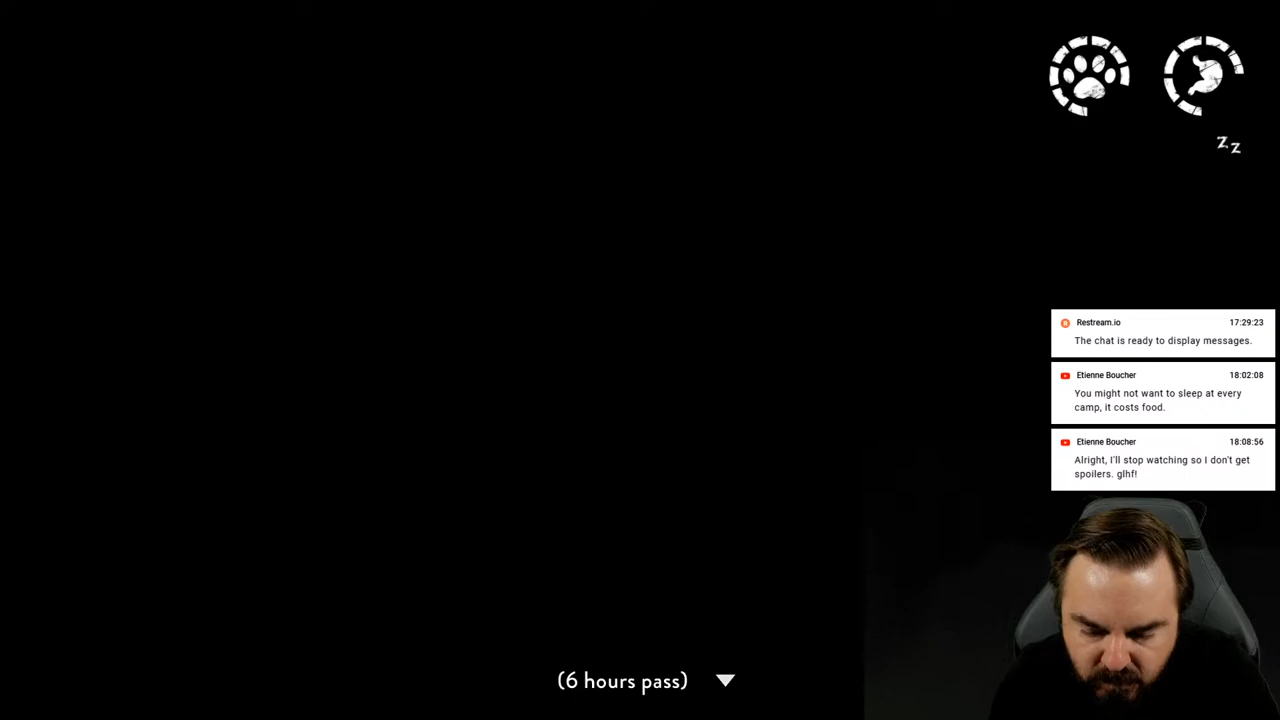 z z
Restream.io 17:29:23
The chat is ready to display messages.
Etienne Boucher 18:02:08
You might not want to sleep at every
camp, it costs food.
Etienne Boucher 18:08:56
Alright, I'll stop watching so I don't get
spoilers. glhf!
(6 hours pass)